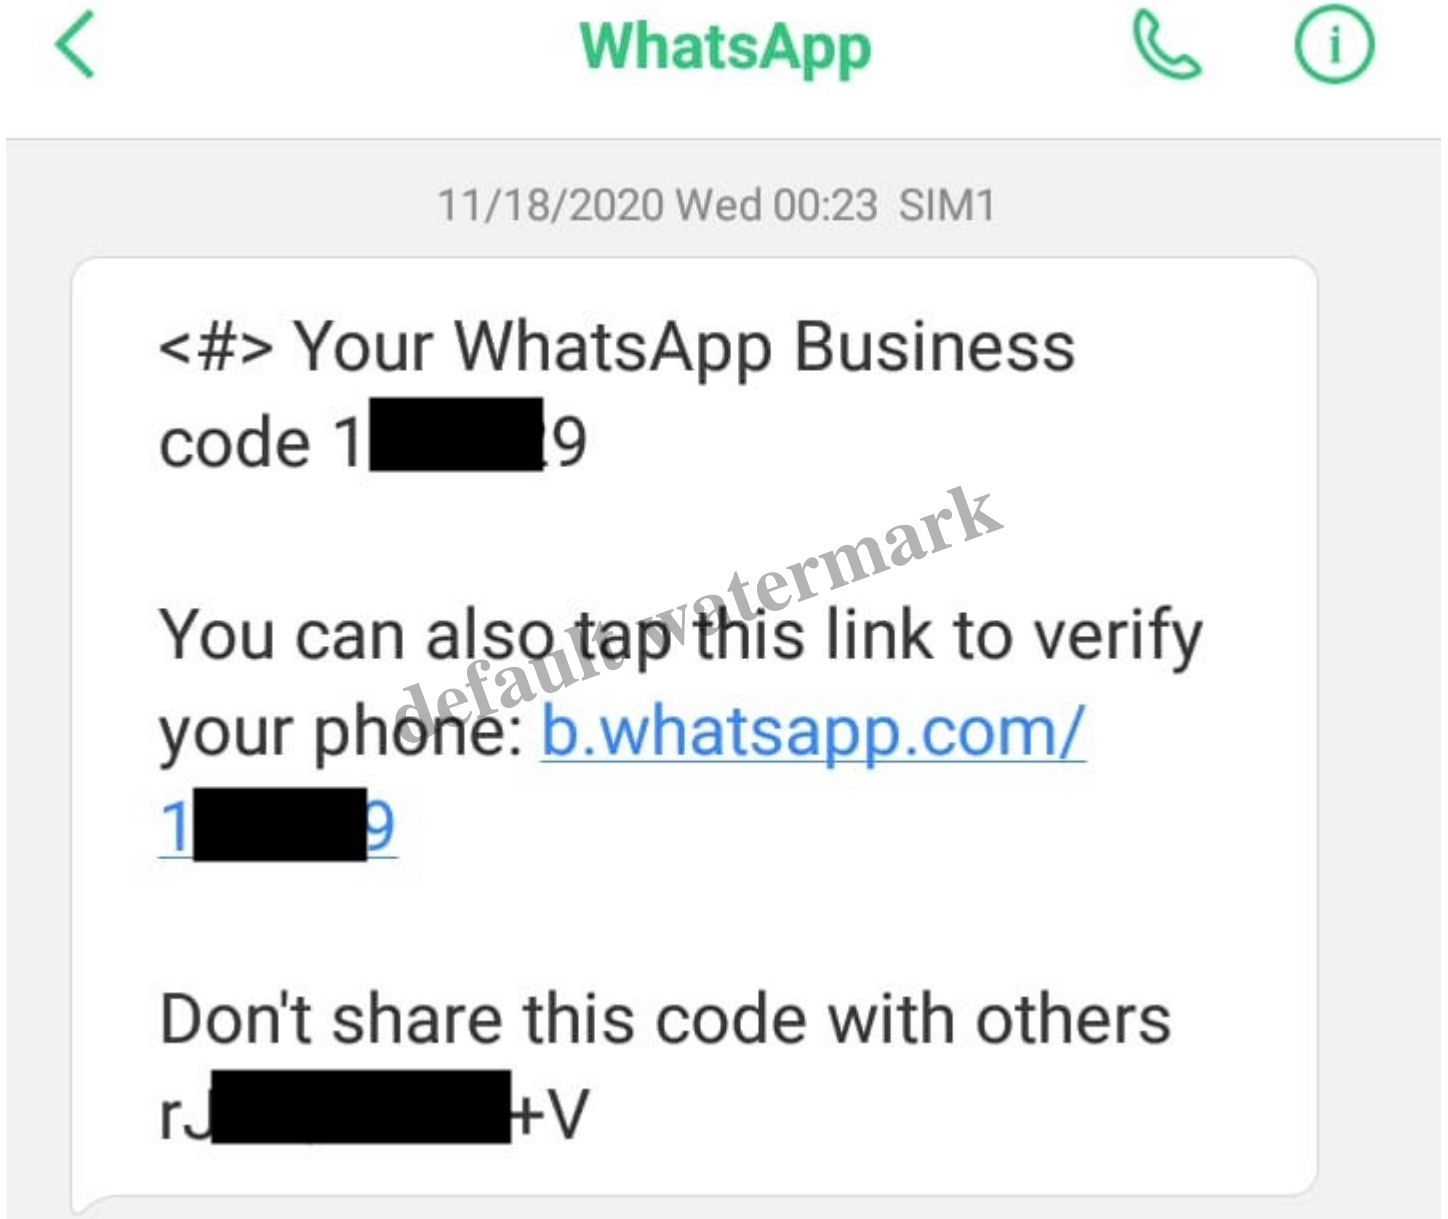 WhatsApp
11/18/2020 Wed 00:23 SIM1
<#> Your WhatsApp Business
code 1 9
You can also tap this link to verify
your phone: b.whatsapp.com/
1 9
Don't share this code with others
rJ +V
default watermark